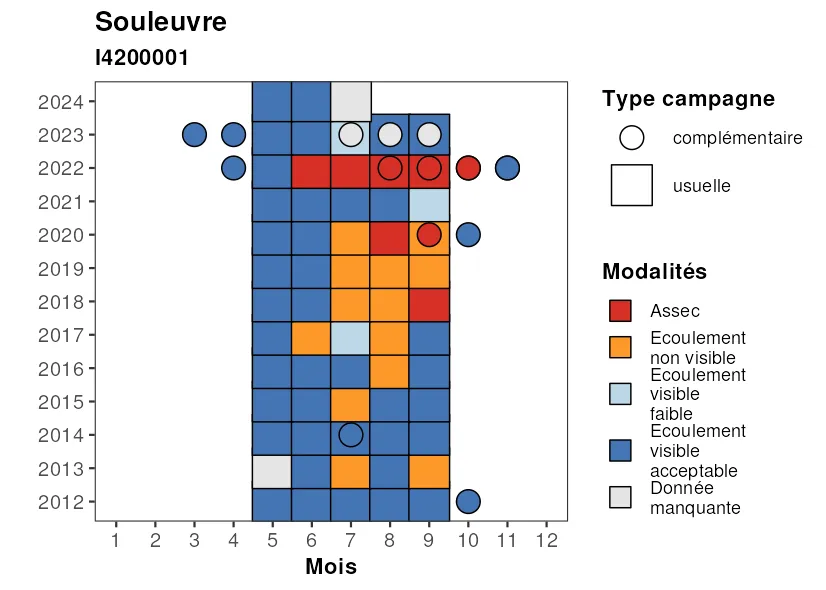 Souleuvre
I4200001
2024
2023
2022
2021
2020
2019
2018
2017
2016
2015
2014
2013
2012
1 2 3 4 5 6 7 8 9 10 11 12
Mois
Type campagne
complémentaire
usuelle
Modalités
Assec
Ecoulement
non visible
Ecoulement
visible
faible
Ecoulement
visible
acceptable
Donnée
manquante